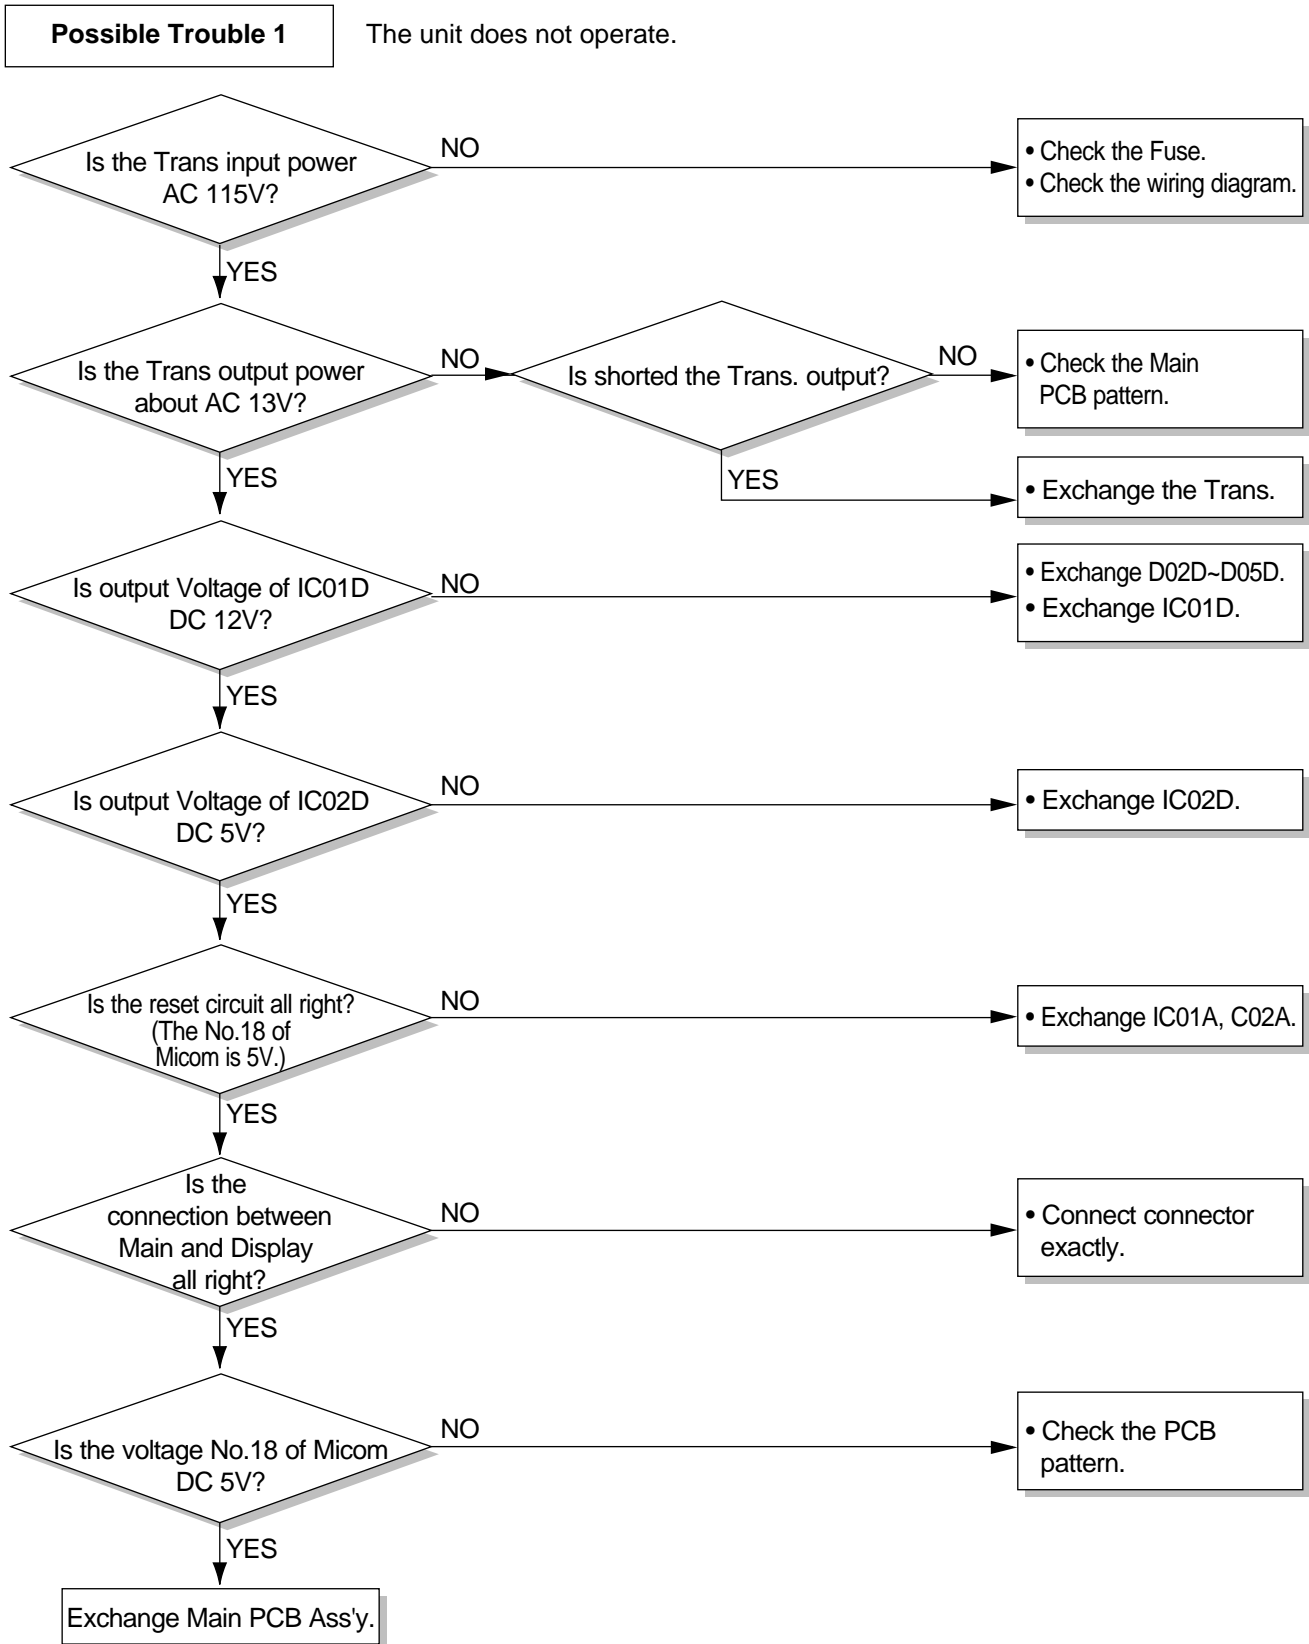 Possible Trouble 1
The unit does not operate.
Is the Trans input power
AC 115V?
NO
• Check the Fuse.
• Check the wiring diagram.
YES
Is the Trans output power
about AC 13V?
NO
Is shorted the Trans. output?
NO
• Check the Main
PCB pattern.
YES
• Exchange the Trans.
YES
Is output Voltage of IC01D
DC 12V?
NO
• Exchange D02D~D05D.
• Exchange IC01D.
YES
Is output Voltage of IC02D
DC 5V?
NO
• Exchange IC02D.
YES
Is the reset circuit all right?
(The No.18 of
Micom is 5V.)
NO
• Exchange IC01A, C02A.
YES
Is the
connection between
Main and Display
all right?
NO
• Connect connector
exactly.
YES
Is the voltage No.18 of Micom
DC 5V?
NO
• Check the PCB
pattern.
YES
Exchange Main PCB Ass'y.